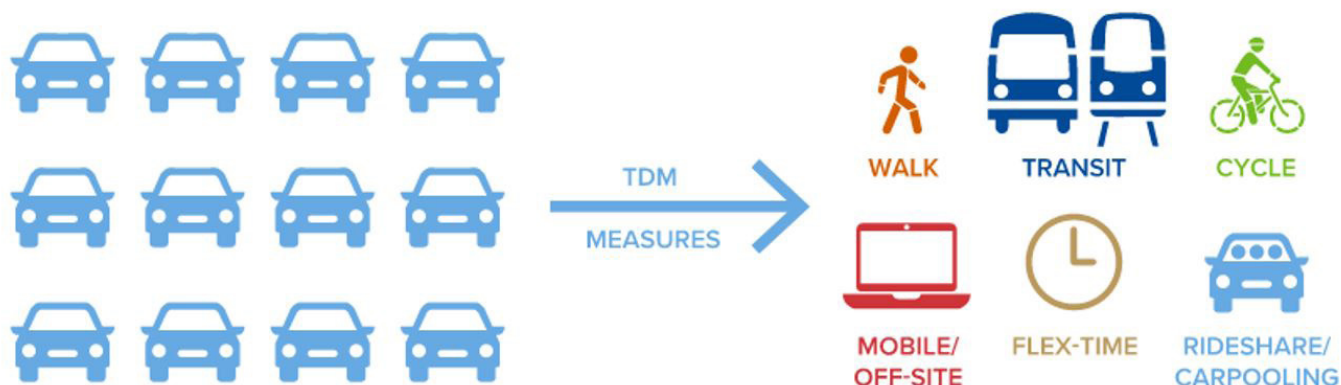 TDM
MEASURES
WALK
TRANSIT
CYCLE
MOBILE/
OFF-SITE
FLEX-TIME
RIDESHARE/
CARPOOLING